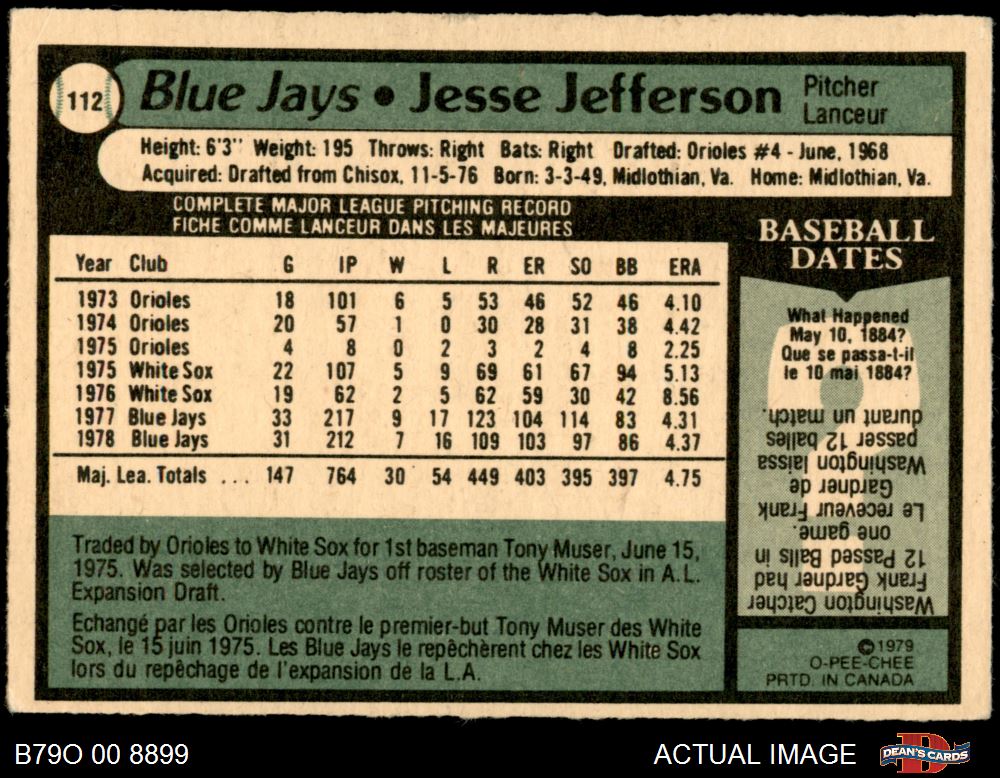 112
Blue Jays • Jesse Jefferson
Pitcher
Lanceur
Height: 6'3" Weight: 195 Throws: Right Bats: Right Drafted: Orioles #4 - June, 1968
Acquired: Drafted from Chisox, 11-5-76 Born: 3-3-49, Midlothian, Va. Home: Midlothian, Va.
COMPLETE MAJOR LEAGUE PITCHING RECORD
FICHE COMME LANCEUR DANS LES MAJEURES
Year Club G IP W L R ER SO BB ERA
1973 Orioles 18 101 6 5 53 46 52 46 4.10
1974 Orioles 20 57 1 0 30 28 31 38 4.42
1975 Orioles 4 8 0 2 3 2 4 8 2.25
1975 White Sox 22 107 5 9 69 61 67 94 5.13
1976 White Sox 19 62 2 5 62 59 30 42 8.56
1977 Blue Jays 33 217 9 17 123 104 114 83 4.31
1978 Blue Jays 31 212 7 16 109 103 97 86 4.37
Maj. Lea. Totals ... 147 764 30 54 449 403 395 397 4.75
Traded by Orioles to White Sox for 1st baseman Tony Muser, June 15,
1975. Was selected by Blue Jays off roster of the White Sox in A.L.
Expansion Draft.
Echangé par les Orioles contre le premier-but Tony Muser des White
Sox, le 15 juin 1975. Les Blue Jays le repêchèrent chez les White Sox
lors du repêchage de l'expansion de la L.A.
BASEBALL
DATES
What Happened
May 10, 1884?
Que se passa-t-il
le 10 mai 1884?
Washington Catcher
Frank Gardner had
12 Passed Balls in
one game.
Le receveur Frank
Gardner de
Washington laissa
passer 12 balles
durant un match.
©1979
O-PEE-CHEE
PRTD. IN CANADA
B79O 00 8899
ACTUAL IMAGE
DEAN'S CARDS